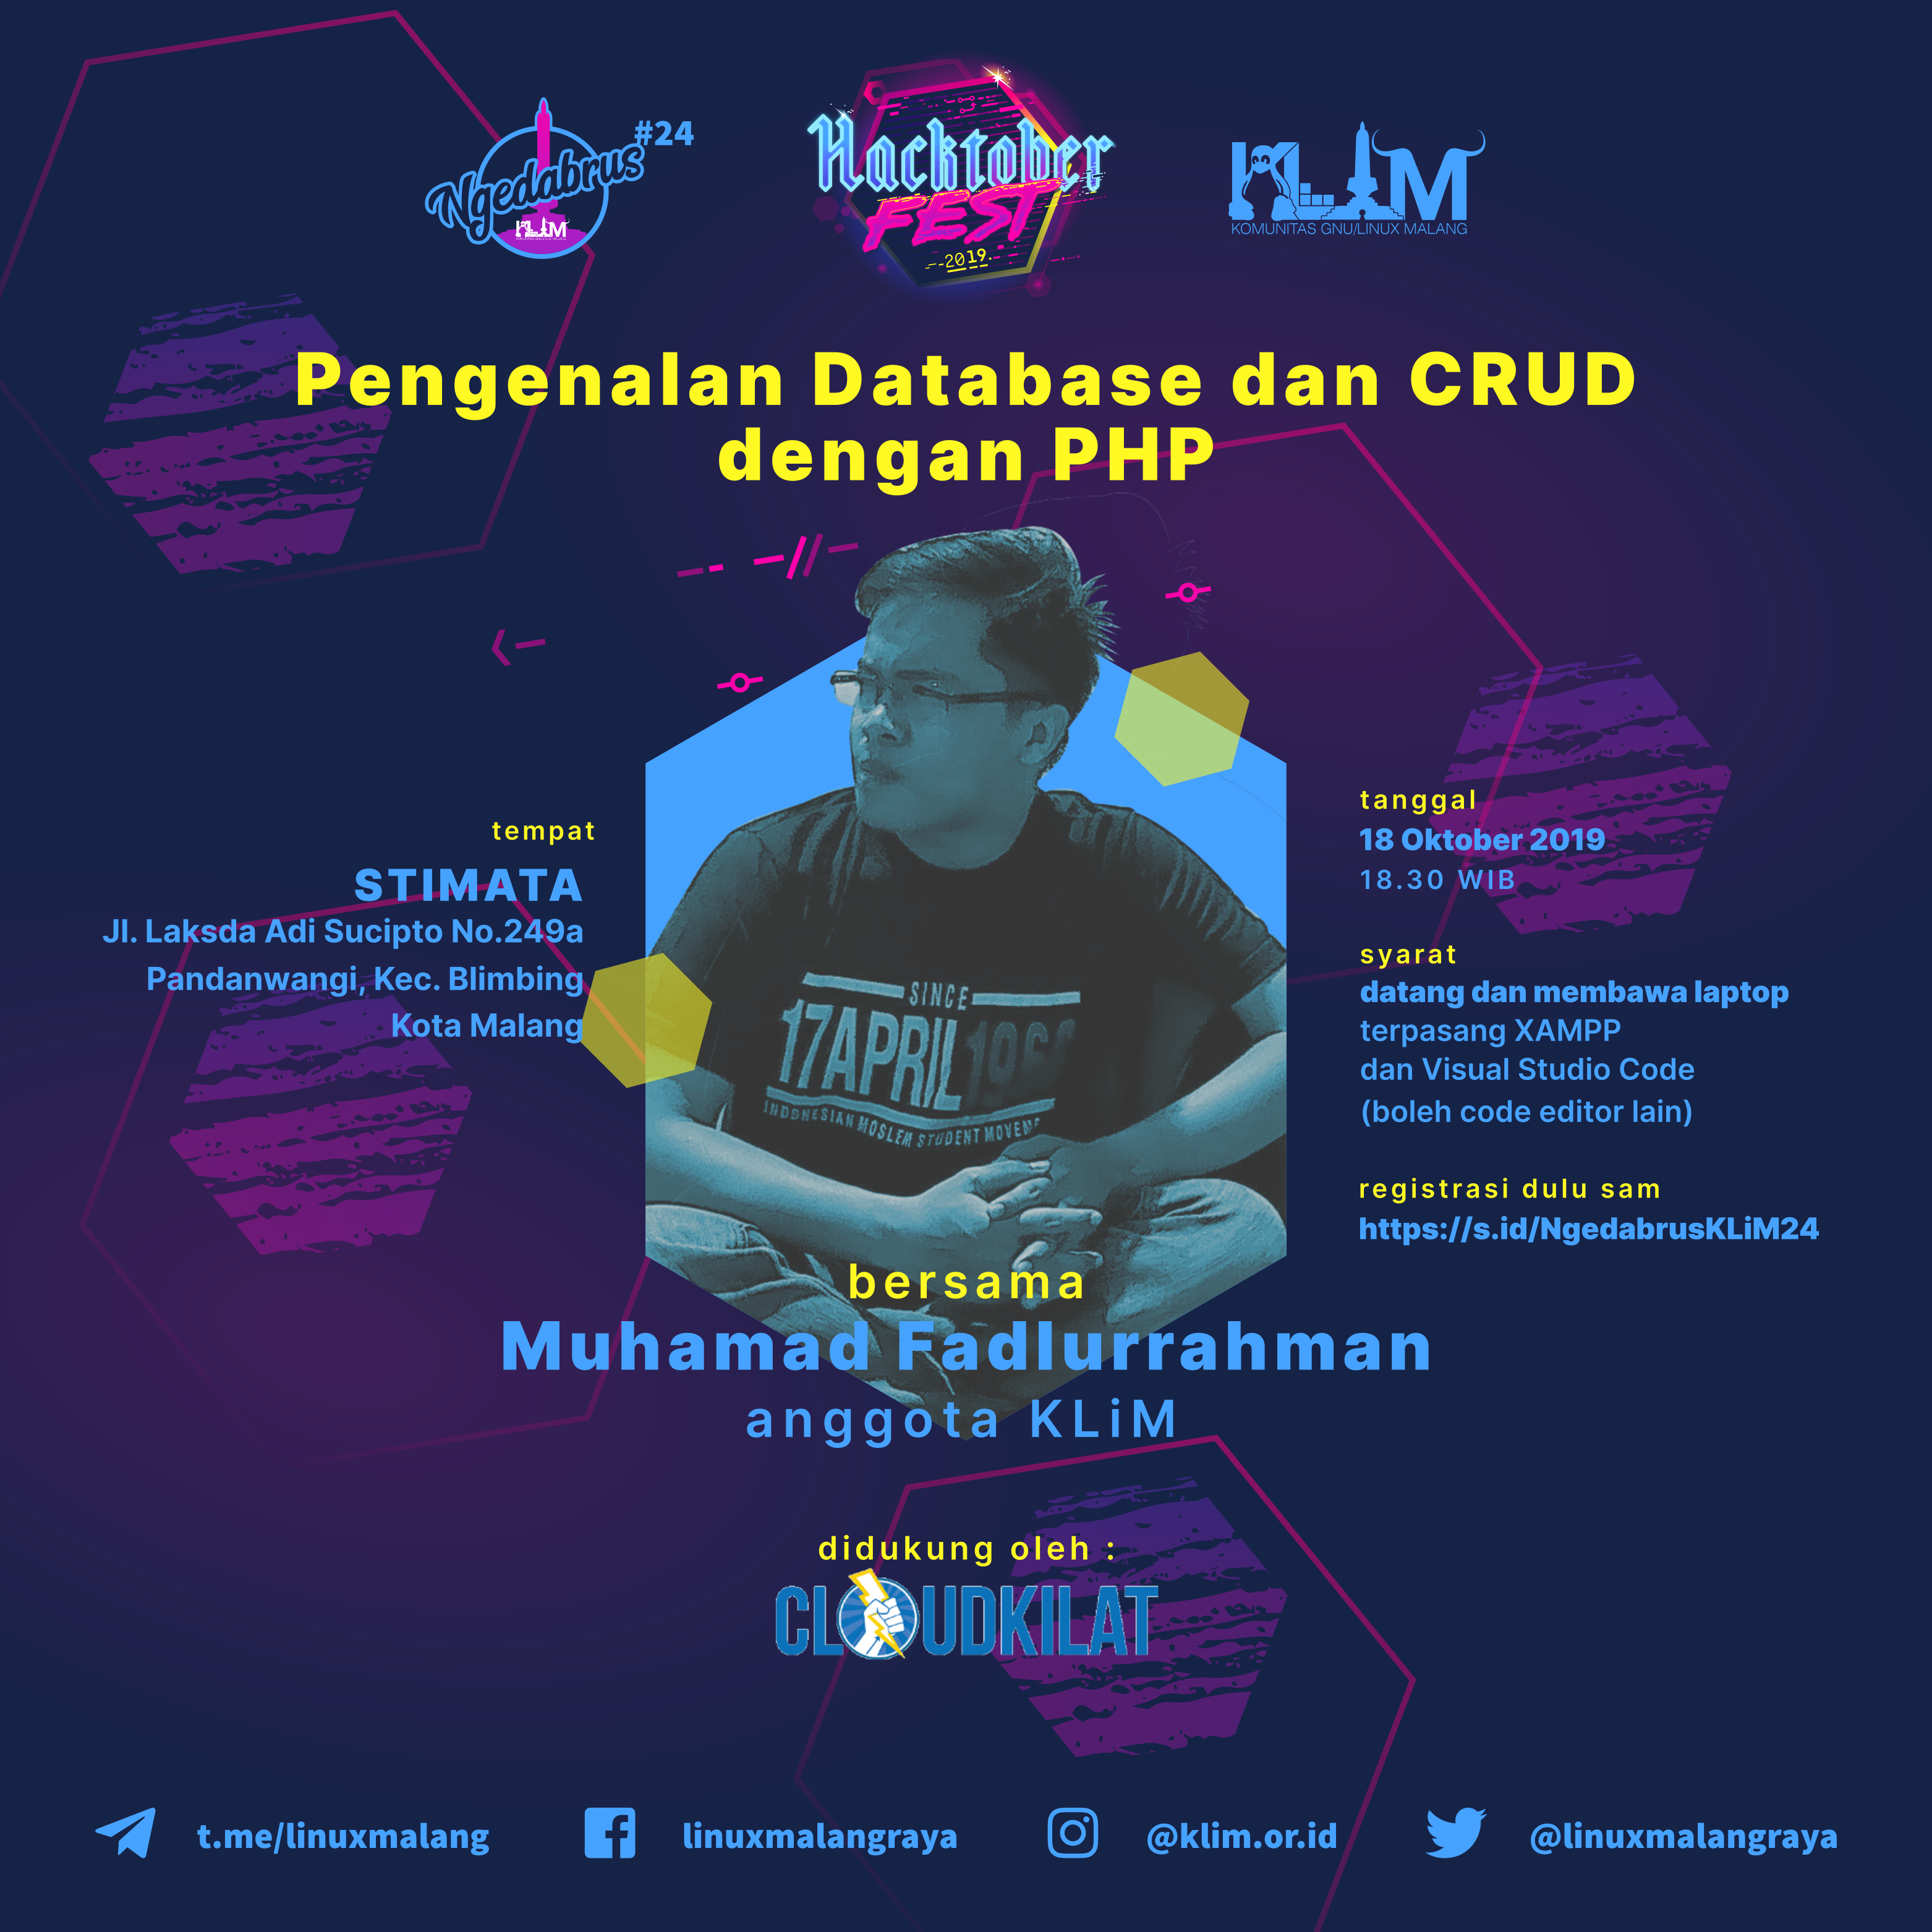 Ngedabrus
#24
KLiM
Hacktober
FEST
2019
KLiM
KOMUNITAS GNU/LINUX MALANG
Pengenalan Database dan CRUD
dengan PHP
tempat
STIMATA
Jl. Laksda Adi Sucipto No.249a
Pandanwangi, Kec. Blimbing
Kota Malang
SINCE
17APRIL
INDONESIAN MOSLEM STUDENT
tanggal
18 Oktober 2019
18.30 WIB
syarat
datang dan membawa laptop
terpasang XAMPP
dan Visual Studio Code
(boleh code editor lain)
registrasi dulu sam
https://s.id/NgedabrusKLiM24
bersama
Muhamad Fadlurrahman
anggota KLiM
didukung oleh :
CLOUDKILAT
t.me/linuxmalang
linuxmalangraya
@klim.or.id
@linuxmalangraya